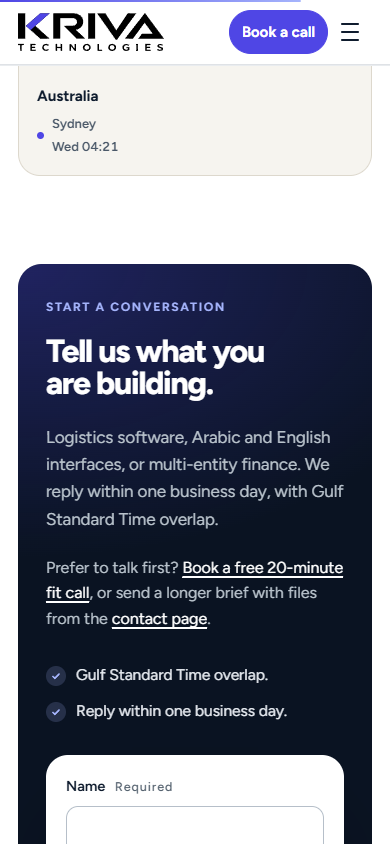 KRIVA
TECHNOLOGIES
Book a call
Australia
Sydney
Wed 04:21
START A CONVERSATION
Tell us what you
are building.
Logistics software, Arabic and English
interfaces, or multi-entity finance. We
reply within one business day, with Gulf
Standard Time overlap.
Prefer to talk first? Book a free 20-minute
fit call, or send a longer brief with files
from the contact page.
Gulf Standard Time overlap.
Reply within one business day.
Name Required